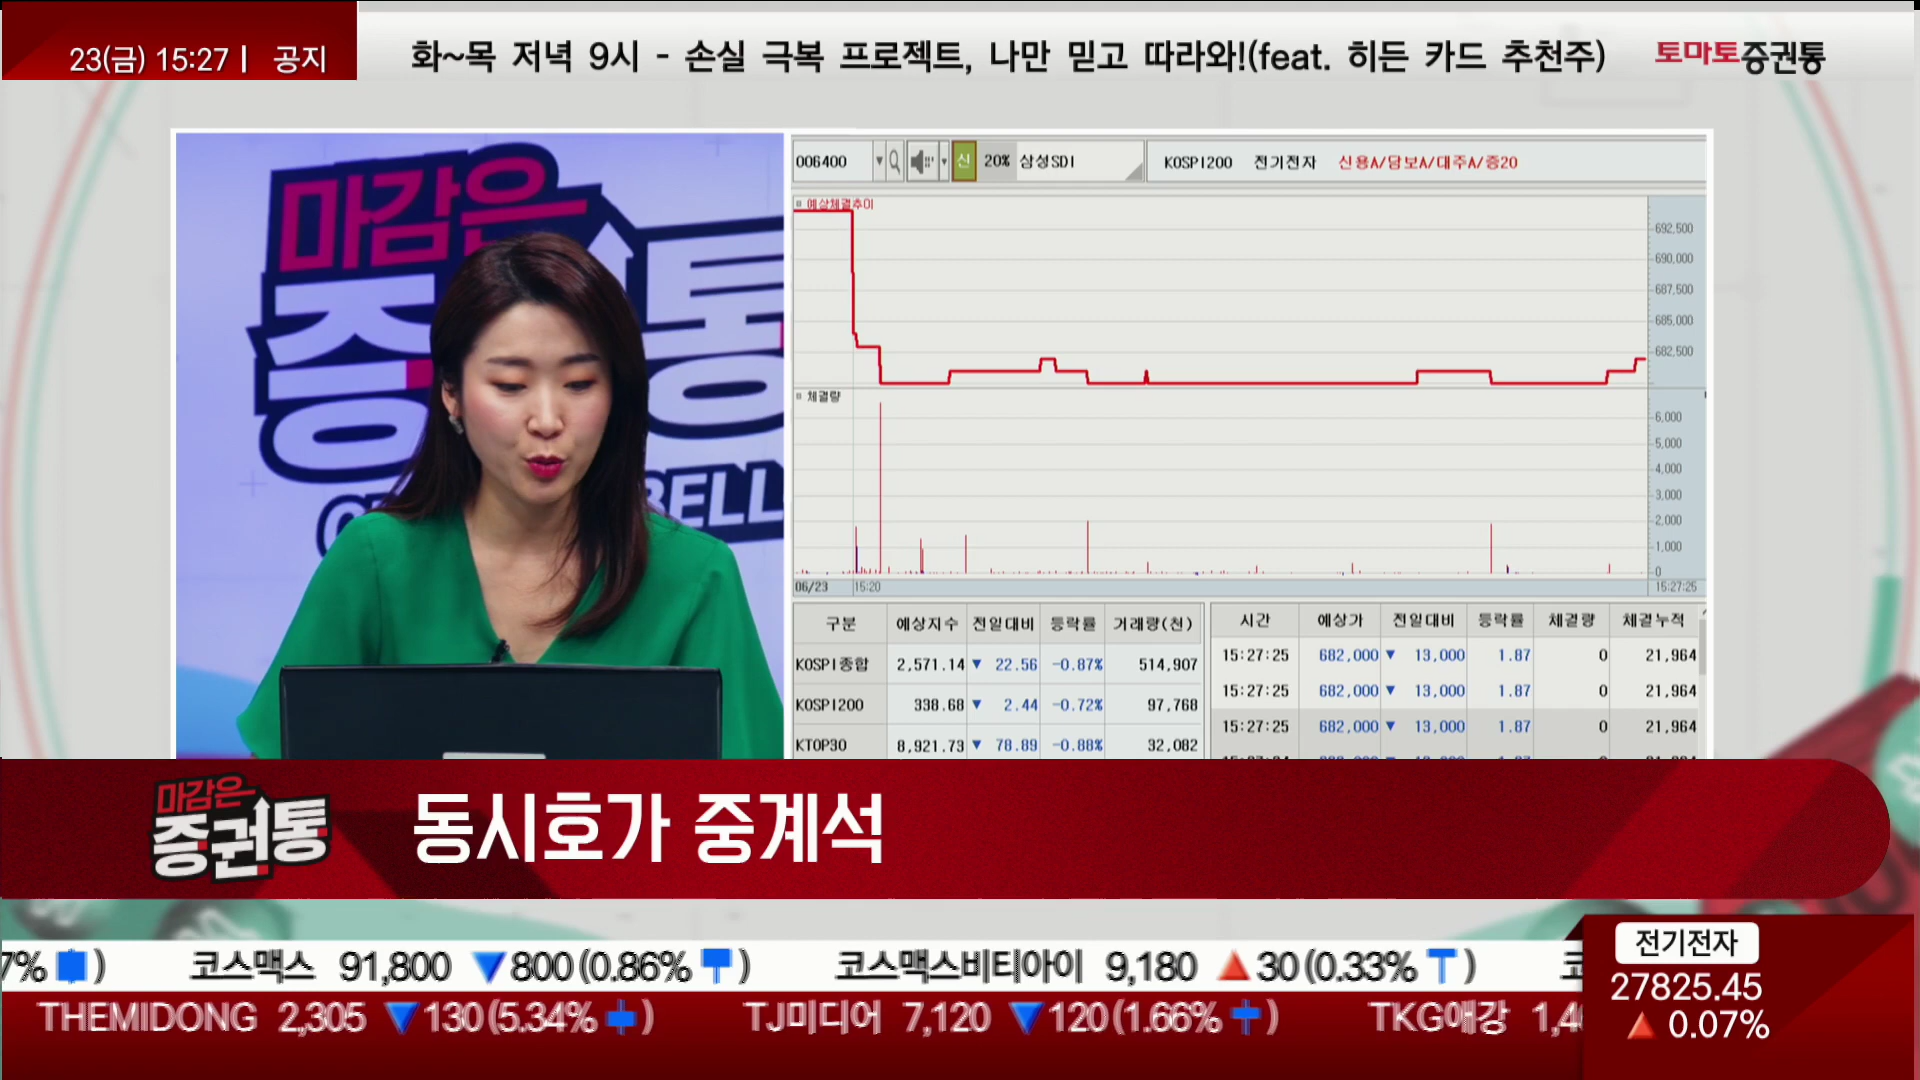 23(금) 15:27 | 공지
화~목 저녁 9시 - 손실 극복 프로젝트, 나만 믿고 따라와!(feat. 히든 카드 추천주)
토마토증권통
마감은
증 통
BELL
006400 신 20% 삼성SDI KOSPI200 전기전자 신용A/담보A/대주A/증20
예상체결추이
692,500
690,000
687,500
685,000
682,500
체결량
6,000
5,000
4,000
3,000
2,000
1,000
0
06/23 15:20 15:27:25
구분 예상지수 전일대비 등락률 거래량(천)
KOSPI종합 2,571.14 ▼ 22.56 -0.87% 514,907
KOSPI200 338.68 ▼ 2.44 -0.72% 97,768
KTOP30 8,921.73 ▼ 78.89 -0.88% 32,082
시간 예상가 전일대비 등락률 체결량 체결누적
15:27:25 682,000 ▼ 13,000 1.87 0 21,964
15:27:25 682,000 ▼ 13,000 1.87 0 21,964
15:27:25 682,000 ▼ 13,000 1.87 0 21,964
마감은
증권통
동시호가 중계석
7% ) 코스맥스 91,800 ▼800(0.86% ) 코스맥스비티아이 9,180 ▲30(0.33% )
THEMIDONG 2,305 ▼130(5.34% ) TJ미디어 7,120 ▼120(1.66% ) TKG애강
전기전자
27825.45
▲ 0.07%